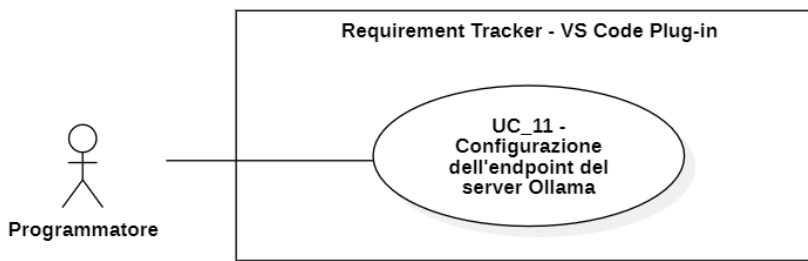 Requirement Tracker - VS Code Plug-in
UC_11 -
Configurazione
dell'endpoint del
server Ollama
Programmatore